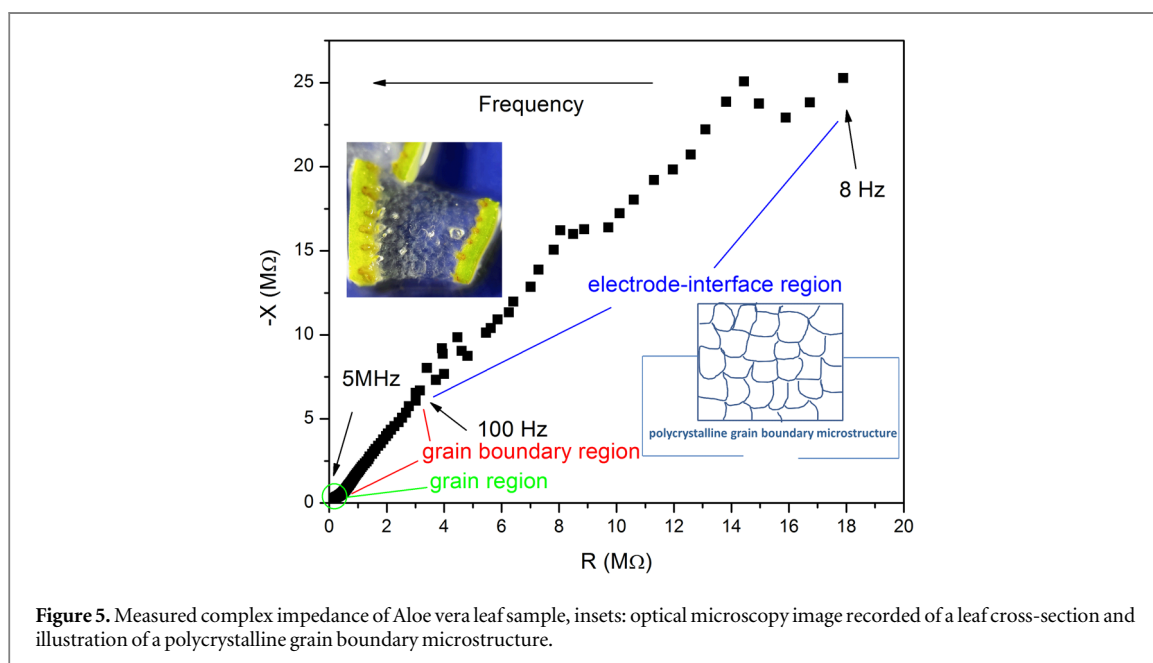 25
20
15
10
5
0
-X (MΩ)
Frequency
8 Hz
electrode-interface region
polycrystalline grain boundary microstructure
5MHz
100 Hz
grain boundary region
grain region
0 2 4 6 8 10 12 14 16 18 20
R (MΩ)
Figure 5. Measured complex impedance of Aloe vera leaf sample, insets: optical microscopy image recorded of a leaf cross-section and
illustration of a polycrystalline grain boundary microstructure.